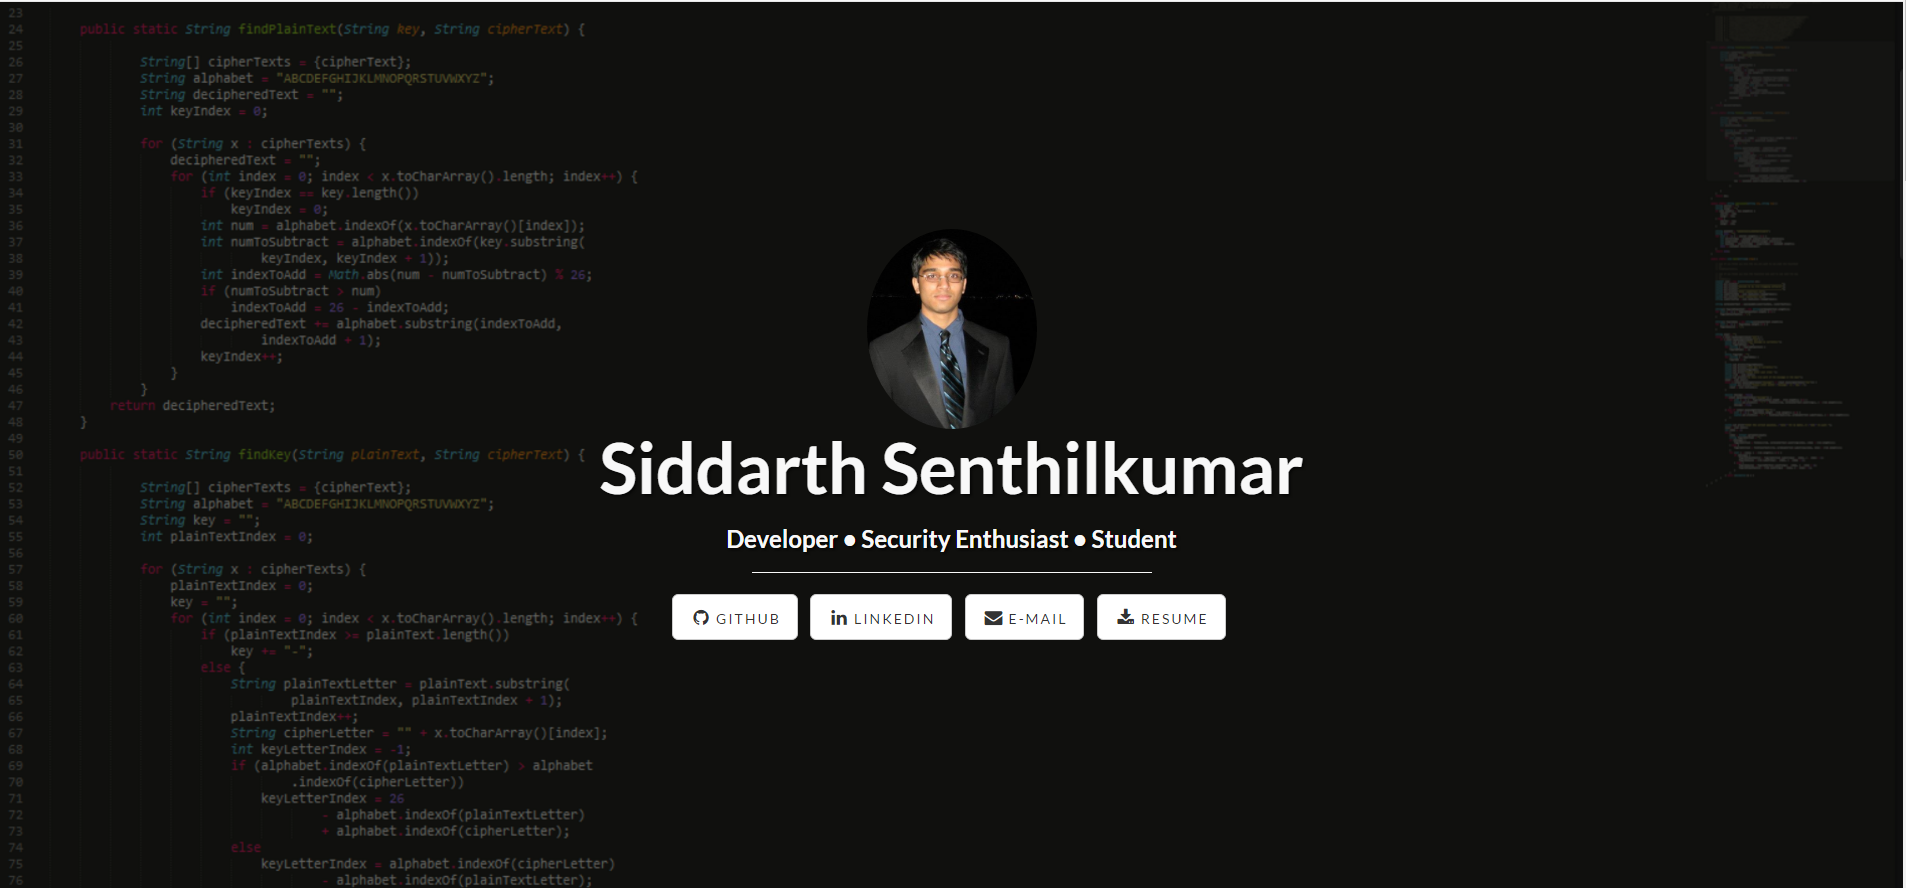 23
24 public static String findPlainText(String key, String cipherText) {
25
26 String[] cipherTexts = {cipherText};
27 String alphabet = "ABCDEFGHIJKLMNOPQRSTUVWXYZ";
28 String decipheredText = "";
29 int keyIndex = 0;
30
31 for (String x : cipherTexts) {
32 decipheredText = "";
33 for (int index = 0; index < x.toCharArray().length; index++) {
34 if (keyIndex == key.length())
35 keyIndex = 0;
36 int num = alphabet.indexOf(x.toCharArray()[index]);
37 int numToSubtract = alphabet.indexOf(key.substring(
38 keyIndex, keyIndex + 1));
39 int indexToAdd = Math.abs(num - numToSubtract) % 26;
40 if (numToSubtract > num)
41 indexToAdd = 26 - indexToAdd;
42 decipheredText += alphabet.substring(indexToAdd,
43 indexToAdd + 1);
44 keyIndex++;
45 }
46 }
47 return decipheredText;
48 }
49
50 public static String findKey(String plainText, String cipherText) {
51
52 String[] cipherTexts = {cipherText};
53 String alphabet = "ABCDEFGHIJKLMNOPQRSTUVWXYZ";
54 String key = "";
55 int plainTextIndex = 0;
56
57 for (String x : cipherTexts) {
58 plainTextIndex = 0;
59 key = "";
60 for (int index = 0; index < x.toCharArray().length; index++) {
61 if (plainTextIndex >= plainText.length())
62 key += "-";
63 else {
64 String plainTextLetter = plainText.substring(
65 plainTextIndex, plainTextIndex + 1);
66 plainTextIndex++;
67 String cipherLetter = "" + x.toCharArray()[index];
68 int keyLetterIndex = -1;
69 if (alphabet.indexOf(plainTextLetter) > alphabet
70 .indexOf(cipherLetter))
71 keyLetterIndex = 26
72 - alphabet.indexOf(plainTextLetter)
73 + alphabet.indexOf(cipherLetter);
74 else
75 keyLetterIndex = alphabet.indexOf(cipherLetter)
76 - alphabet.indexOf(plainTextLetter);
Siddarth Senthilkumar
Developer ● Security Enthusiast ● Student
GITHUB
LINKEDIN
E-MAIL
RESUME